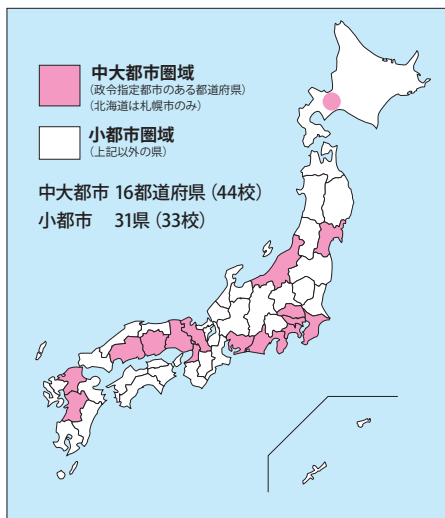 中大都市圏域
(政令指定都市のある都道府県)
(北海道は札幌市のみ)
小都市圏域
(上記以外の県)
中大都市 16都道府県 (44校)
小都市　31県 (33校)